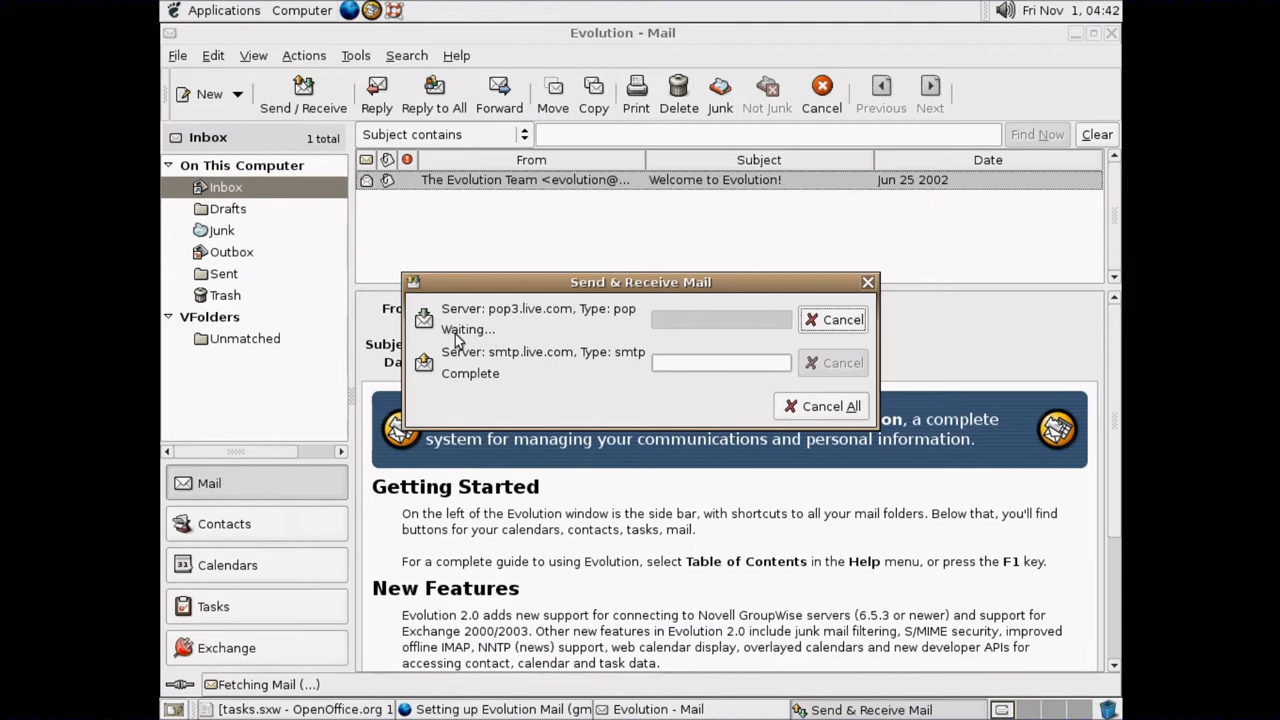 Applications Computer Fri Nov 1, 04:42
Evolution - Mail
File Edit View Actions Tools Search Help
New Send / Receive Reply Reply to All Forward Move Copy Print Delete Junk Not Junk Cancel Previous Next
Inbox 1 total
Subject contains Find Now Clear
On This Computer
Inbox
Drafts
Junk
Outbox
Sent
Trash
VFolders
Unmatched
From Subject Date
The Evolution Team <evolution@... Welcome to Evolution! Jun 25 2002
Send & Receive Mail
Server: pop3.live.com, Type: pop
Waiting...
Cancel
Server: smtp.live.com, Type: smtp
Complete
Cancel
Cancel All
Mail
Contacts
31 Calendars
Tasks
Exchange
, a complete
system for managing your communications and personal information.
Getting Started
On the left of the Evolution window is the side bar, with shortcuts to all your mail folders. Below that, you'll find
buttons for your calendars, contacts, tasks, mail.
For a complete guide to using Evolution, select Table of Contents in the Help menu, or press the F1 key.
New Features
Evolution 2.0 adds new support for connecting to Novell GroupWise servers (6.5.3 or newer) and support for
Exchange 2000/2003. Other new features in Evolution 2.0 include junk mail filtering, S/MIME security, improved
offline IMAP, NNTP (news) support, web calendar display, overlayed calendars and new developer APIs for
accessing contact, calendar and task data.
Fetching Mail (...)
[tasks.sxw - OpenOffice.org 1 Setting up Evolution Mail (gm Evolution - Mail Send & Receive Mail